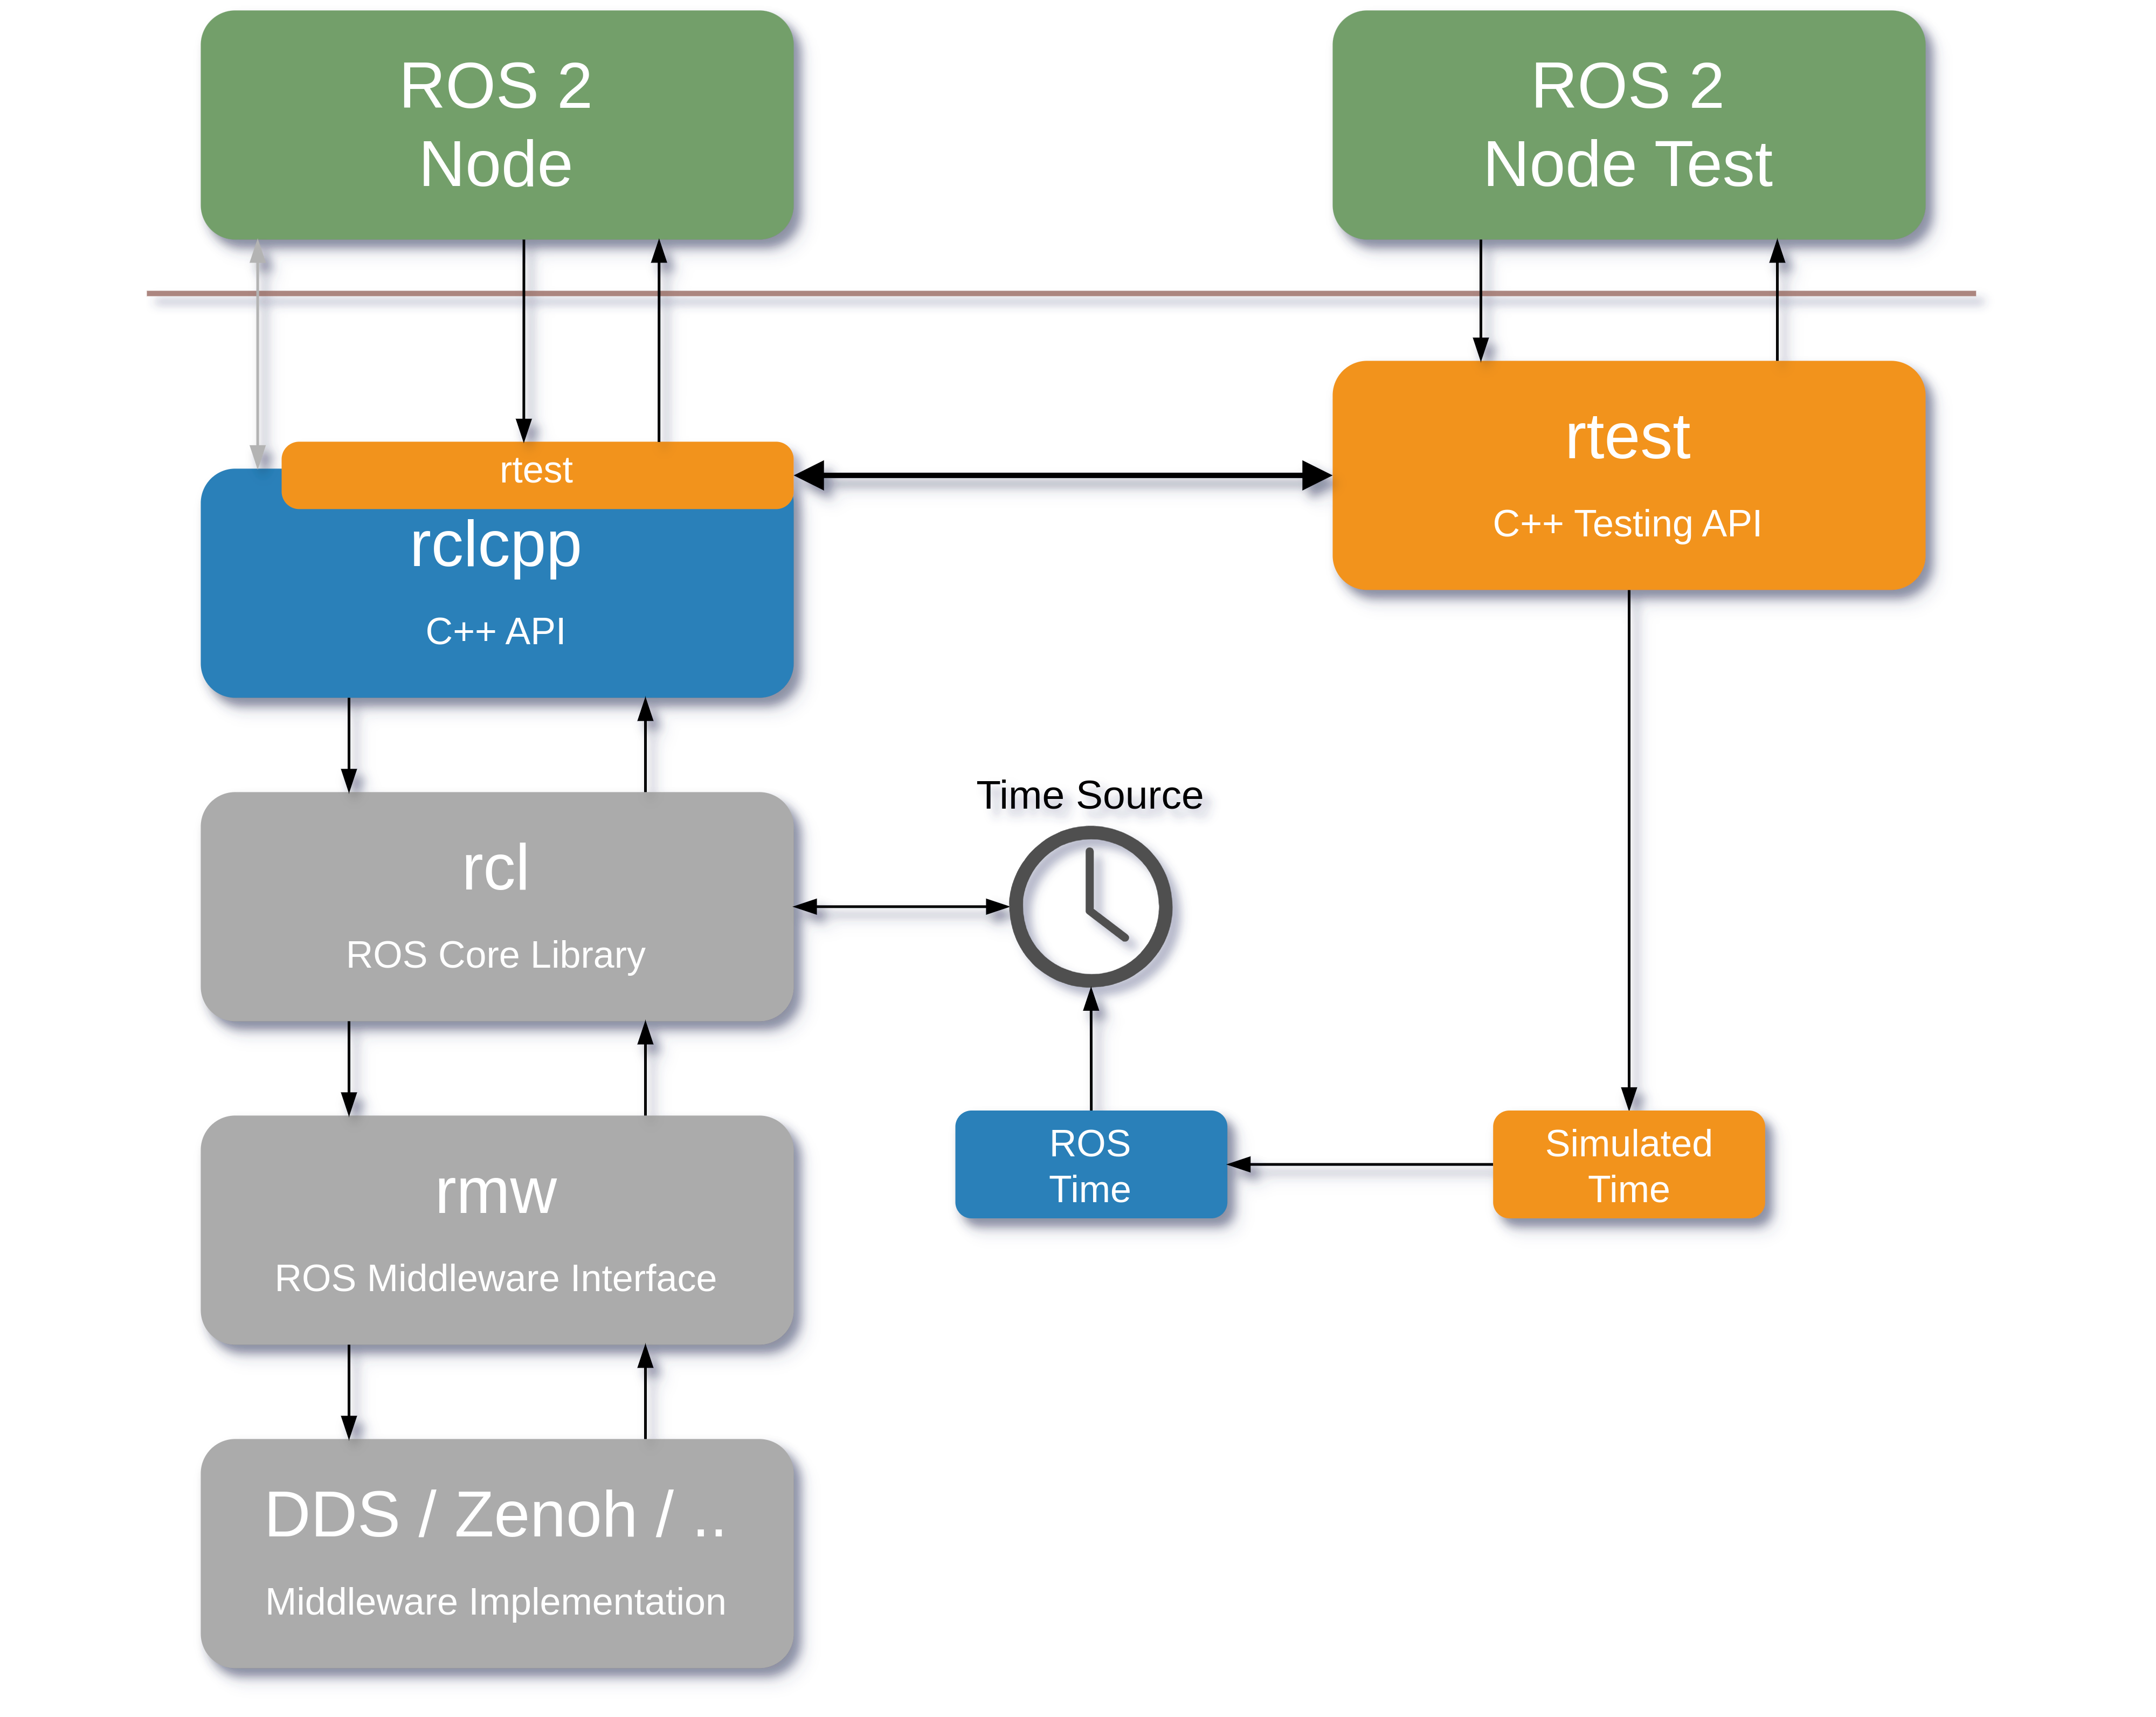 ROS 2
Node
ROS 2
Node Test
rtest
rclcpp
C++ API
rtest
C++ Testing API
rcl
ROS Core Library
Time Source
rmw
ROS Middleware Interface
ROS
Time
Simulated
Time
DDS / Zenoh / ..
Middleware Implementation